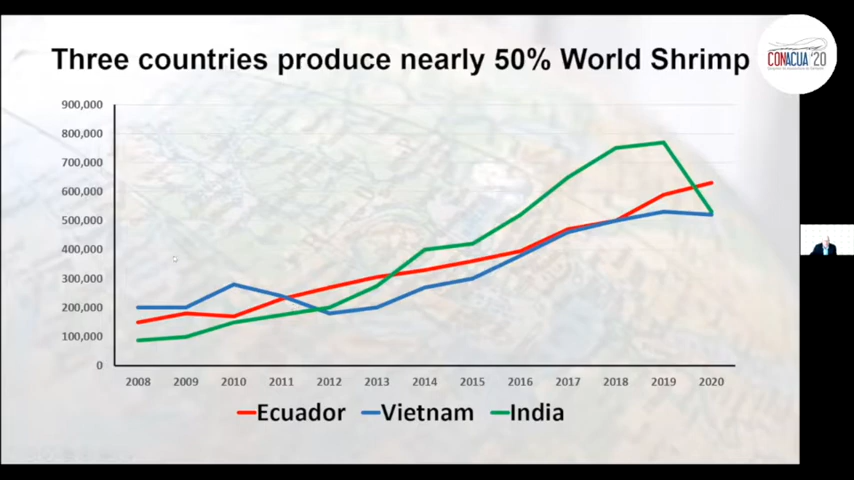 Three countries produce nearly 50% World Shrimp
CONACUA '20
900,000
800,000
700,000
600,000
500,000
400,000
300,000
200,000
100,000
0
2008 2009 2010 2011 2012 2013 2014 2015 2016 2017 2018 2019 2020
Ecuador Vietnam India